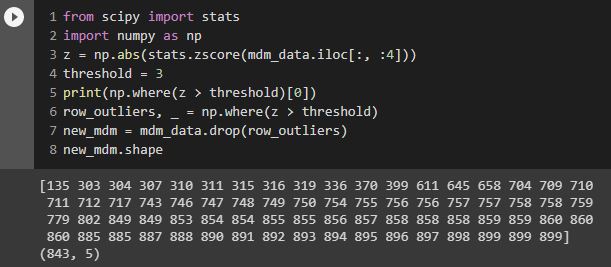 1 from scipy import stats
2 import numpy as np
3 z = np.abs(stats.zscore(mdm_data.iloc[:, :4]))
4 threshold = 3
5 print(np.where(z > threshold)[0])
6 row_outliers, _ = np.where(z > threshold)
7 new_mdm = mdm_data.drop(row_outliers)
8 new_mdm.shape
[135 303 304 307 310 311 315 316 319 336 370 399 611 645 658 704 709 710
711 712 717 743 746 747 748 749 750 754 755 756 756 757 757 758 758 759
779 802 849 849 853 854 854 855 855 856 857 858 858 858 859 859 860 860
860 885 885 887 888 890 891 892 893 894 895 896 897 898 899 899 899]
(843, 5)